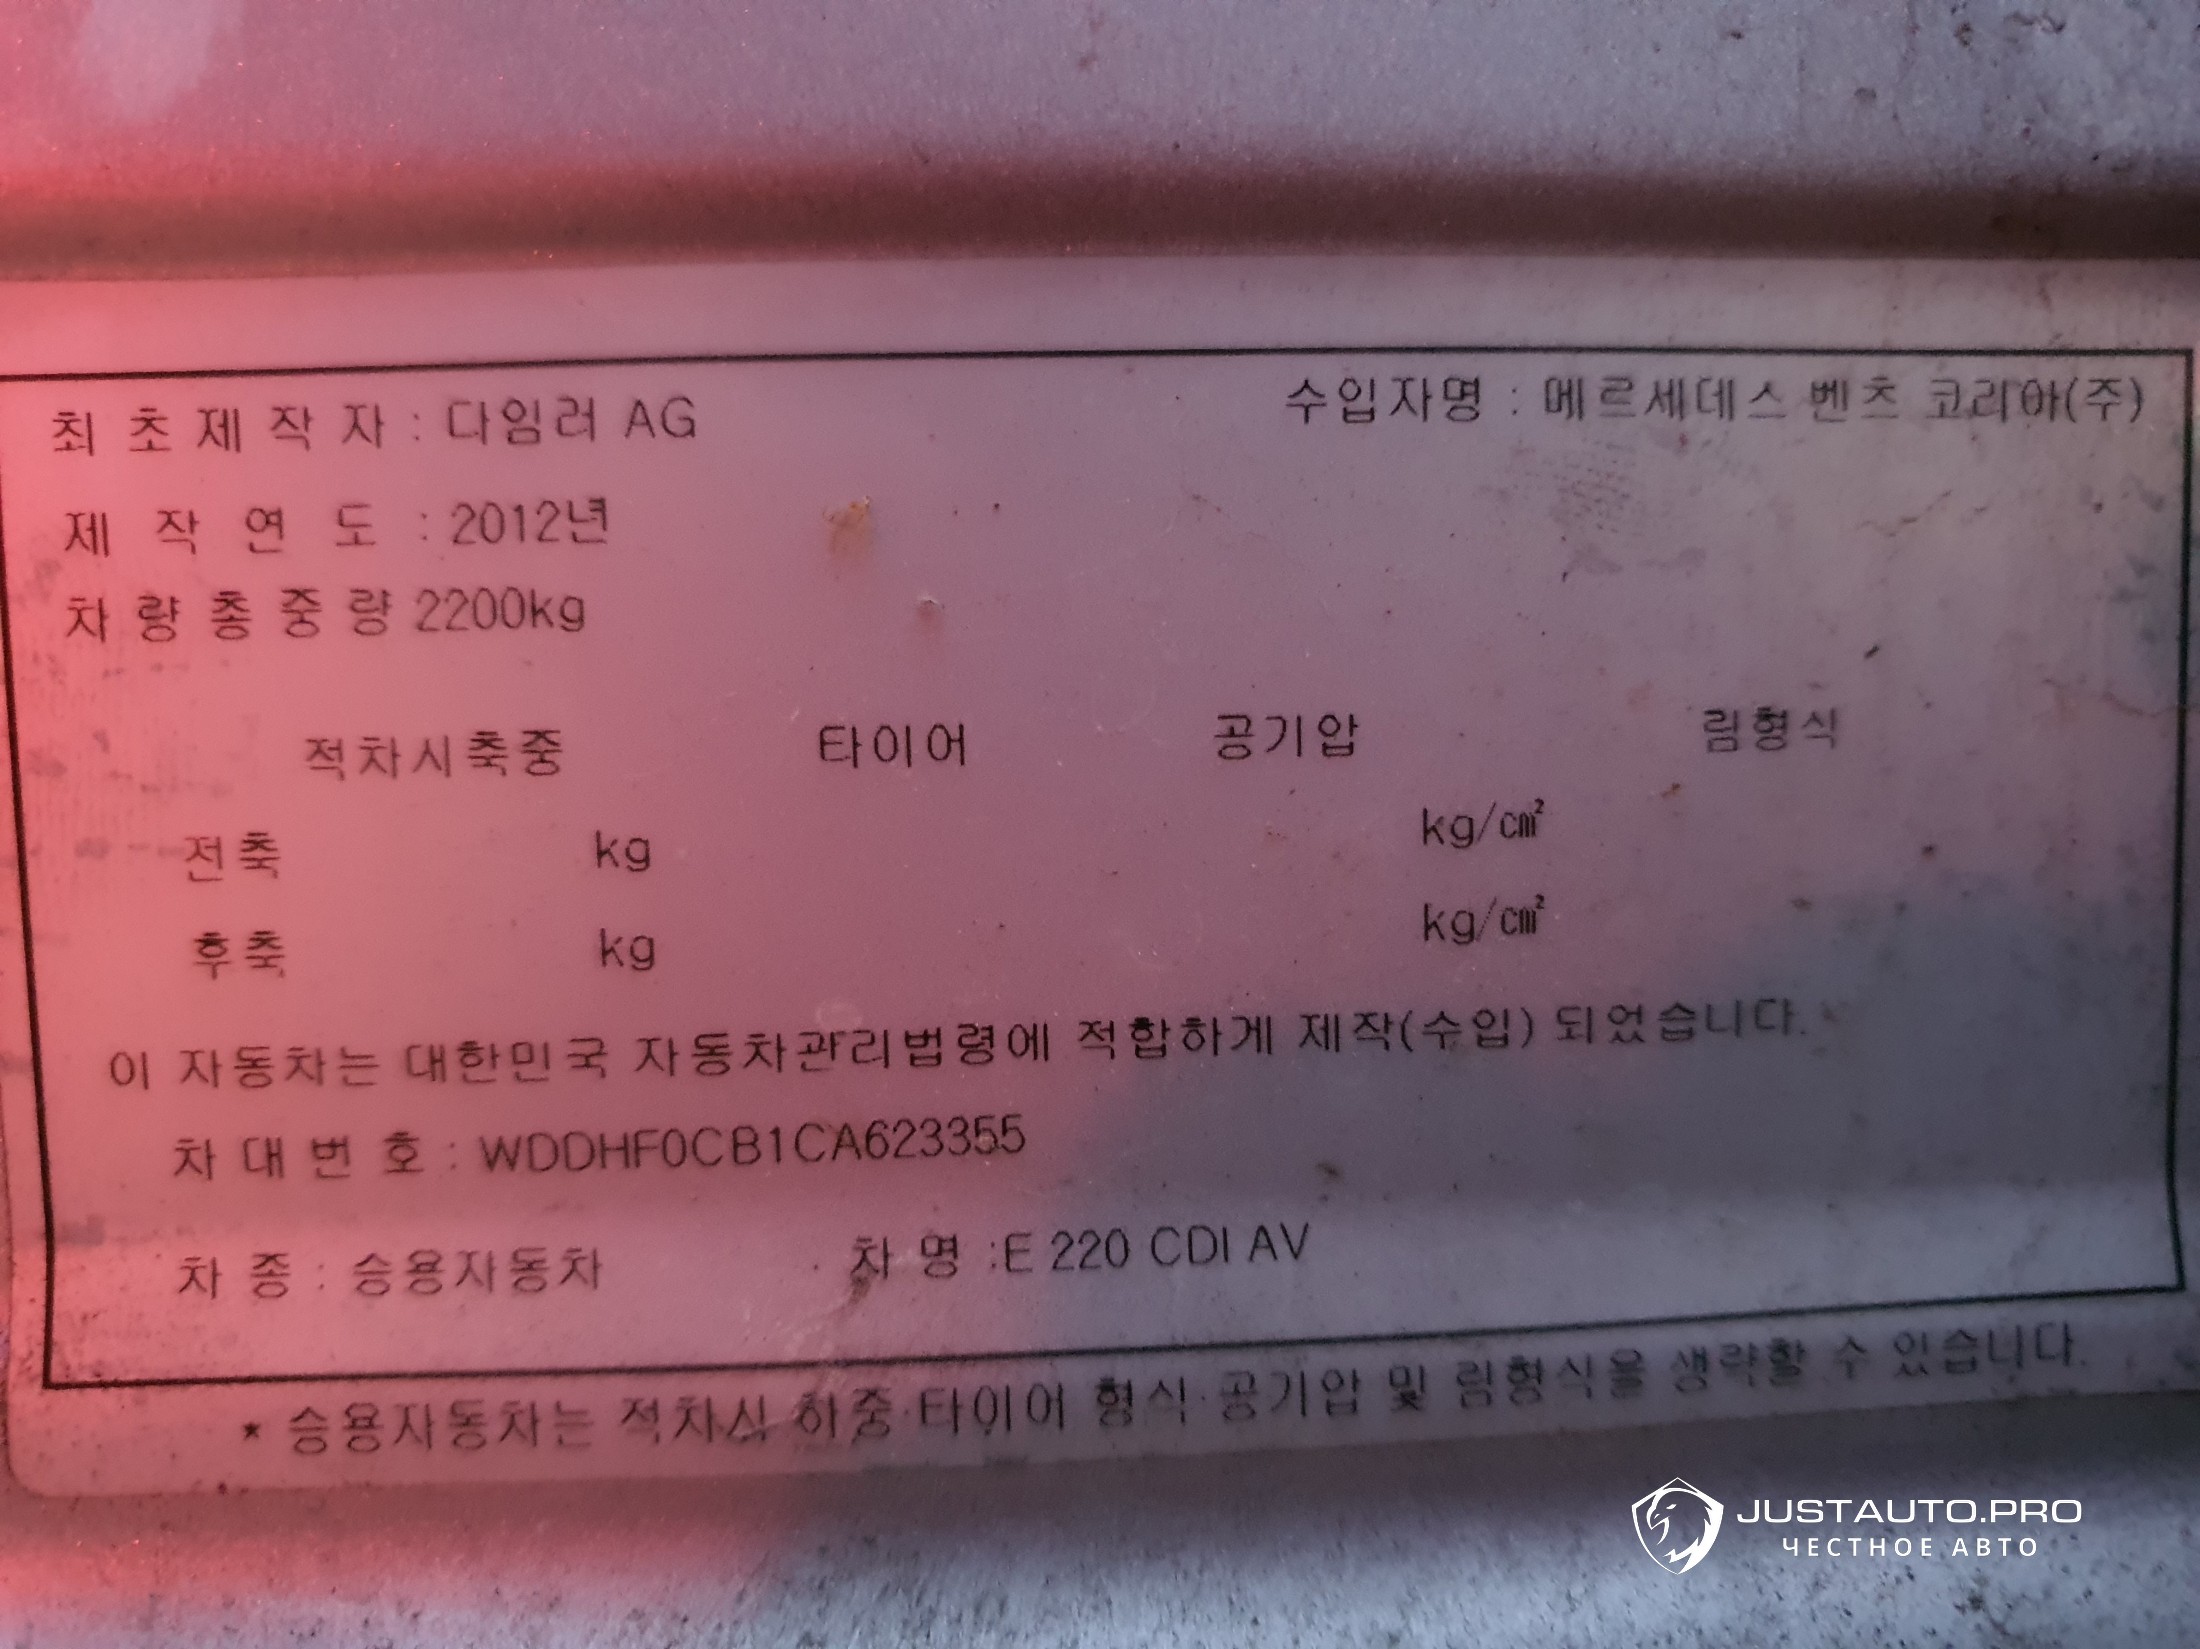 최초제작자 : 다임러 AG 수입자명 : 메르세데스 벤츠 코리아(주)
제작연도 : 2012년
차량총중량 2200kg
적차시축중 타이어 공기압 림형식
전축 kg kg/㎠
후축 kg kg/㎠
이 자동차는 대한민국 자동차관리법령에 적합하게 제작(수입) 되었습니다.
차대번호 : WDDHF0CB1CA623355
차종 : 승용자동차 차명 :E 220 CDI AV
* 승용자동차는 적차시 하중·타이어 형식·공기압 및 림형식을 생략할 수 있습니다.
JUSTAUTO.PRO
ЧЕСТНОЕ АВТО